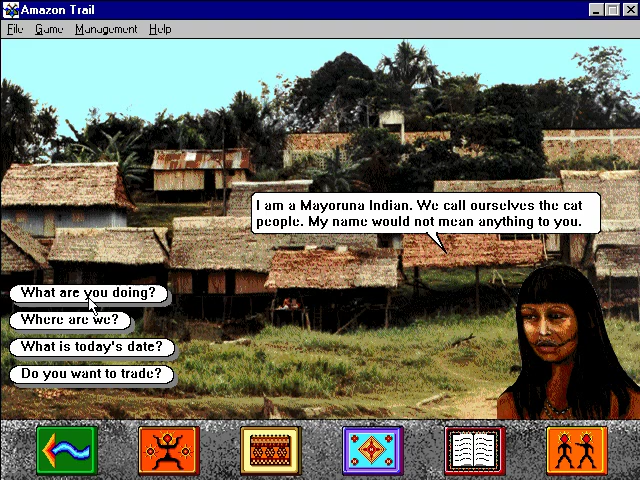 Amazon Trail
File Game Management Help
I am a Mayoruna Indian. We call ourselves the cat
people. My name would not mean anything to you.
What are you doing?
Where are we?
What is today's date?
Do you want to trade?